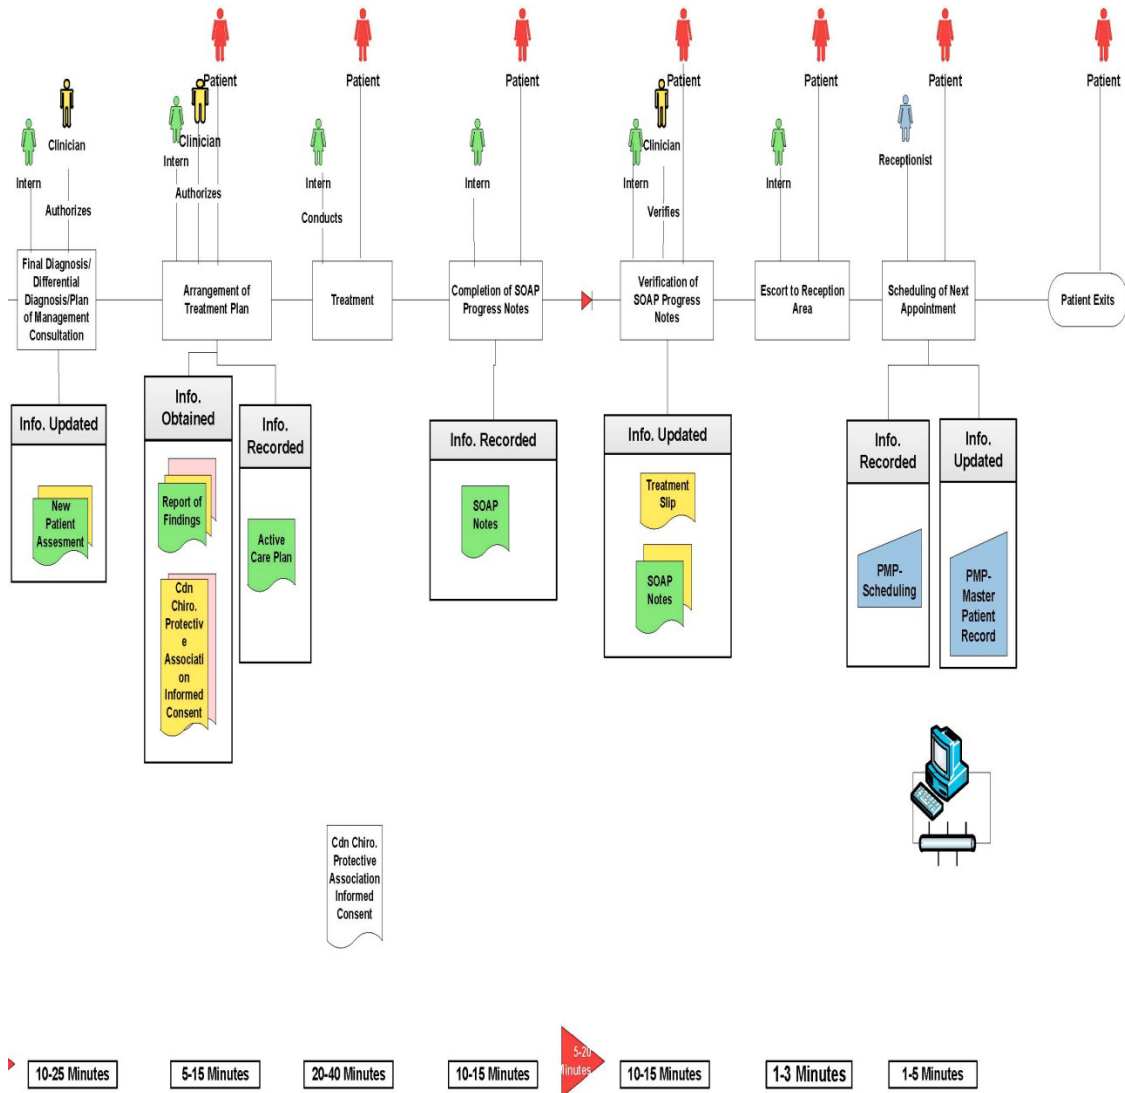 Patient
Patient
Patient
Patient
Patient
Patient
Patient
Clinician
Clinician
Clinician
Intern
Intern
Intern
Intern
Intern
Intern
Receptionist
Authorizes
Authorizes
Conducts
Verifies
Final Diagnosis/
Differential
Diagnosis/Plan
of Management
Consultation
Arrangement of
Treatment Plan
Treatment
Completion of SOAP
Progress Notes
Verification of
SOAP Progress
Notes
Escort to Reception
Area
Scheduling of Next
Appointment
Patient Exits
Info. Updated
New
Patient
Assesment
Info.
Obtained
Report of
Findings
Cdn
Chiro.
Protectiv
e
Associati
on
Informed
Consent
Info.
Recorded
Active
Care Plan
Info. Recorded
SOAP
Notes
Info. Updated
Treatment
Slip
SOAP
Notes
Info.
Recorded
PMP-
Scheduling
Info.
Updated
PMP-
Master
Patient
Record
Cdn Chiro.
Protective
Association
Informed
Consent
10-25 Minutes
5-15 Minutes
20-40 Minutes
10-15 Minutes
5-20
Minutes
10-15 Minutes
1-3 Minutes
1-5 Minutes